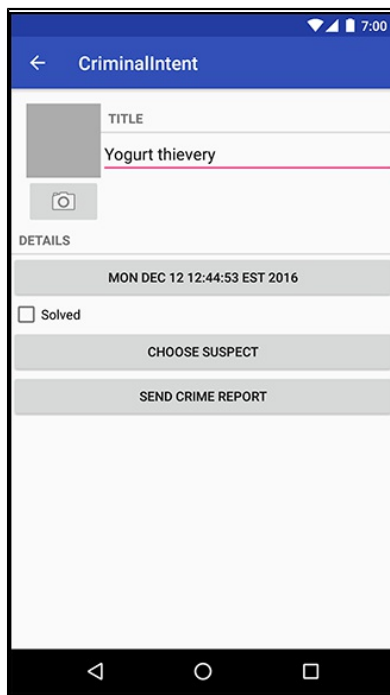 7:00
CriminalIntent
TITLE
Yogurt thievery
DETAILS
MON DEC 12 12:44:53 EST 2016
Solved
CHOOSE SUSPECT
SEND CRIME REPORT